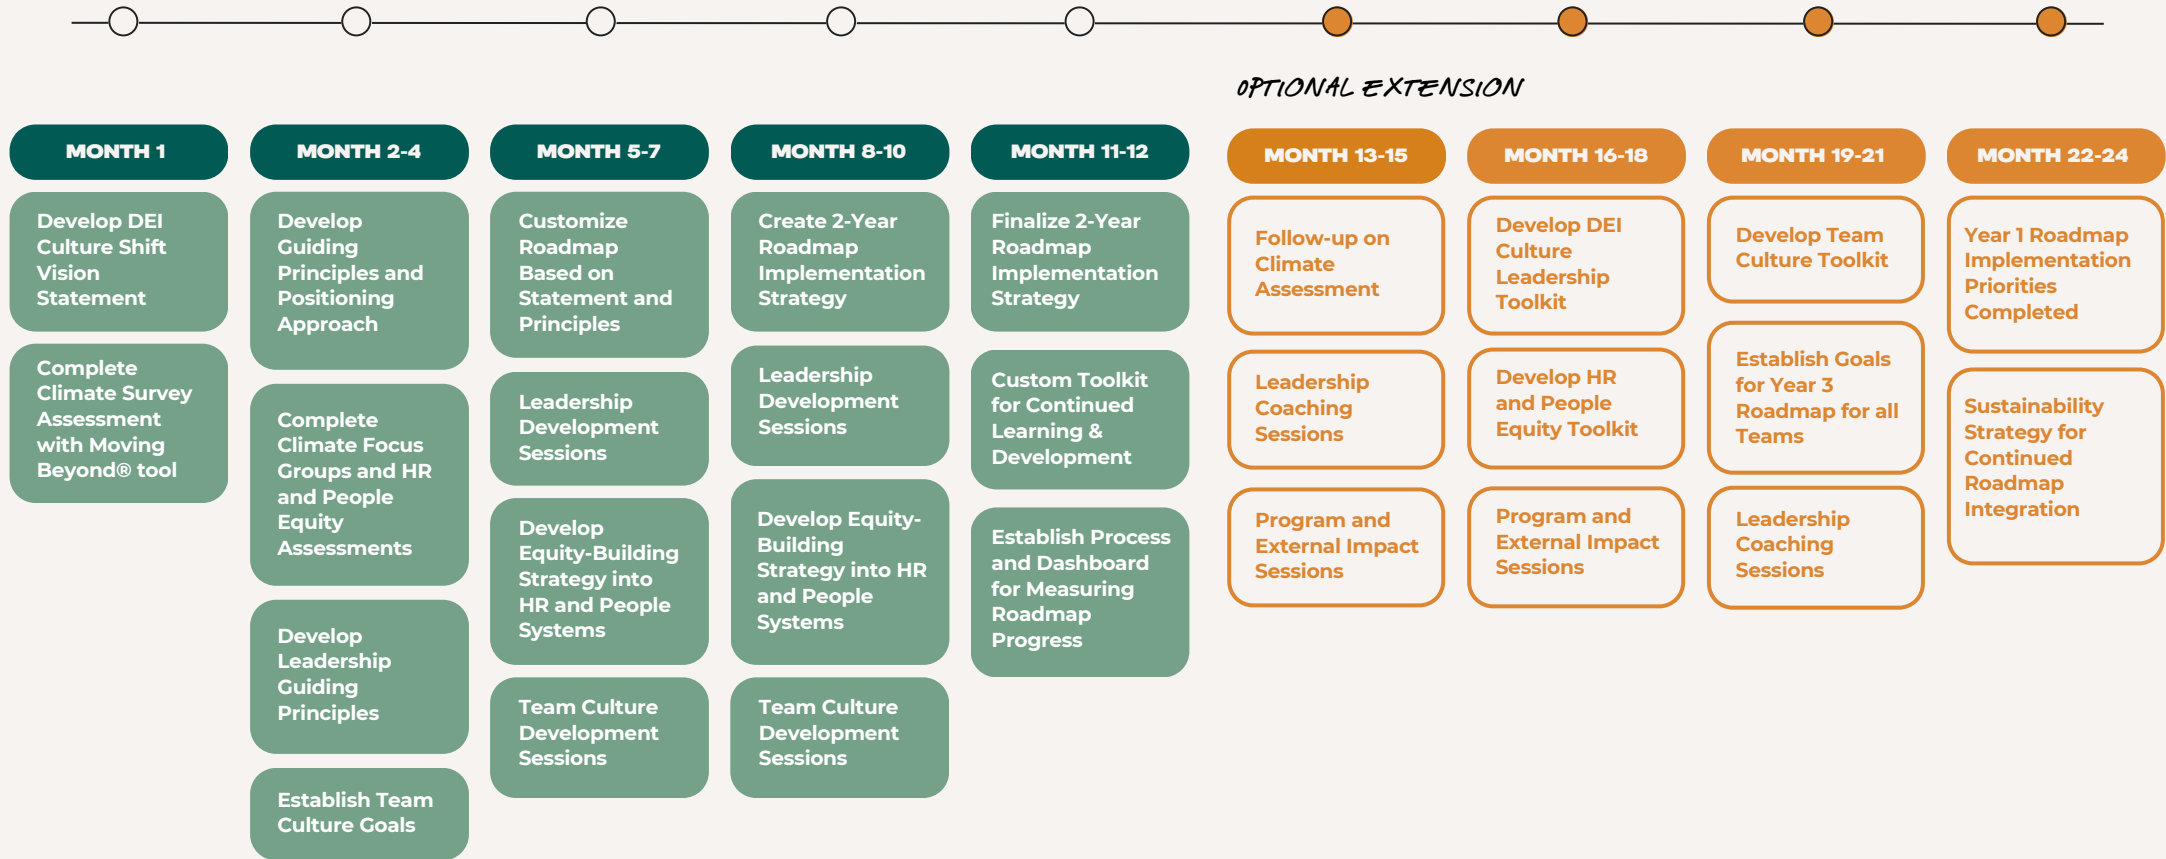 OPTIONAL EXTENSION
MONTH 1
Develop DEI
Culture Shift
Vision
Statement
Complete
Climate Survey
Assessment
with Moving
Beyond® tool
MONTH 2-4
Develop
Guiding
Principles and
Positioning
Approach
Complete
Climate Focus
Groups and HR
and People
Equity
Assessments
Develop
Leadership
Guiding
Principles
Establish Team
Culture Goals
MONTH 5-7
Customize
Roadmap
Based on
Statement and
Principles
Leadership
Development
Sessions
Develop
Equity-Building
Strategy into
HR and People
Systems
Team Culture
Development
Sessions
MONTH 8-10
Create 2-Year
Roadmap
Implementation
Strategy
Leadership
Development
Sessions
Develop Equity-
Building
Strategy into HR
and People
Systems
Team Culture
Development
Sessions
MONTH 11-12
Finalize 2-Year
Roadmap
Implementation
Strategy
Custom Toolkit
for Continued
Learning &
Development
Establish Process
and Dashboard
for Measuring
Roadmap
Progress
MONTH 13-15
Follow-up on
Climate
Assessment
Leadership
Coaching
Sessions
Program and
External Impact
Sessions
MONTH 16-18
Develop DEI
Culture
Leadership
Toolkit
Develop HR
and People
Equity Toolkit
Program and
External Impact
Sessions
MONTH 19-21
Develop Team
Culture Toolkit
Establish Goals
for Year 3
Roadmap for all
Teams
Leadership
Coaching
Sessions
MONTH 22-24
Year 1 Roadmap
Implementation
Priorities
Completed
Sustainability
Strategy for
Continued
Roadmap
Integration